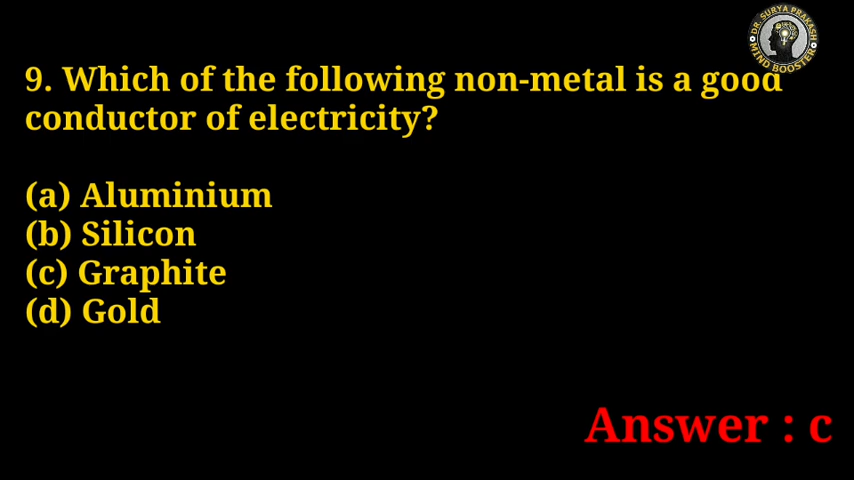 DR. SURYA PRAKASH
MIND BOOSTER
9. Which of the following non-metal is a good
conductor of electricity?
(a) Aluminium
(b) Silicon
(c) Graphite
(d) Gold
Answer : c